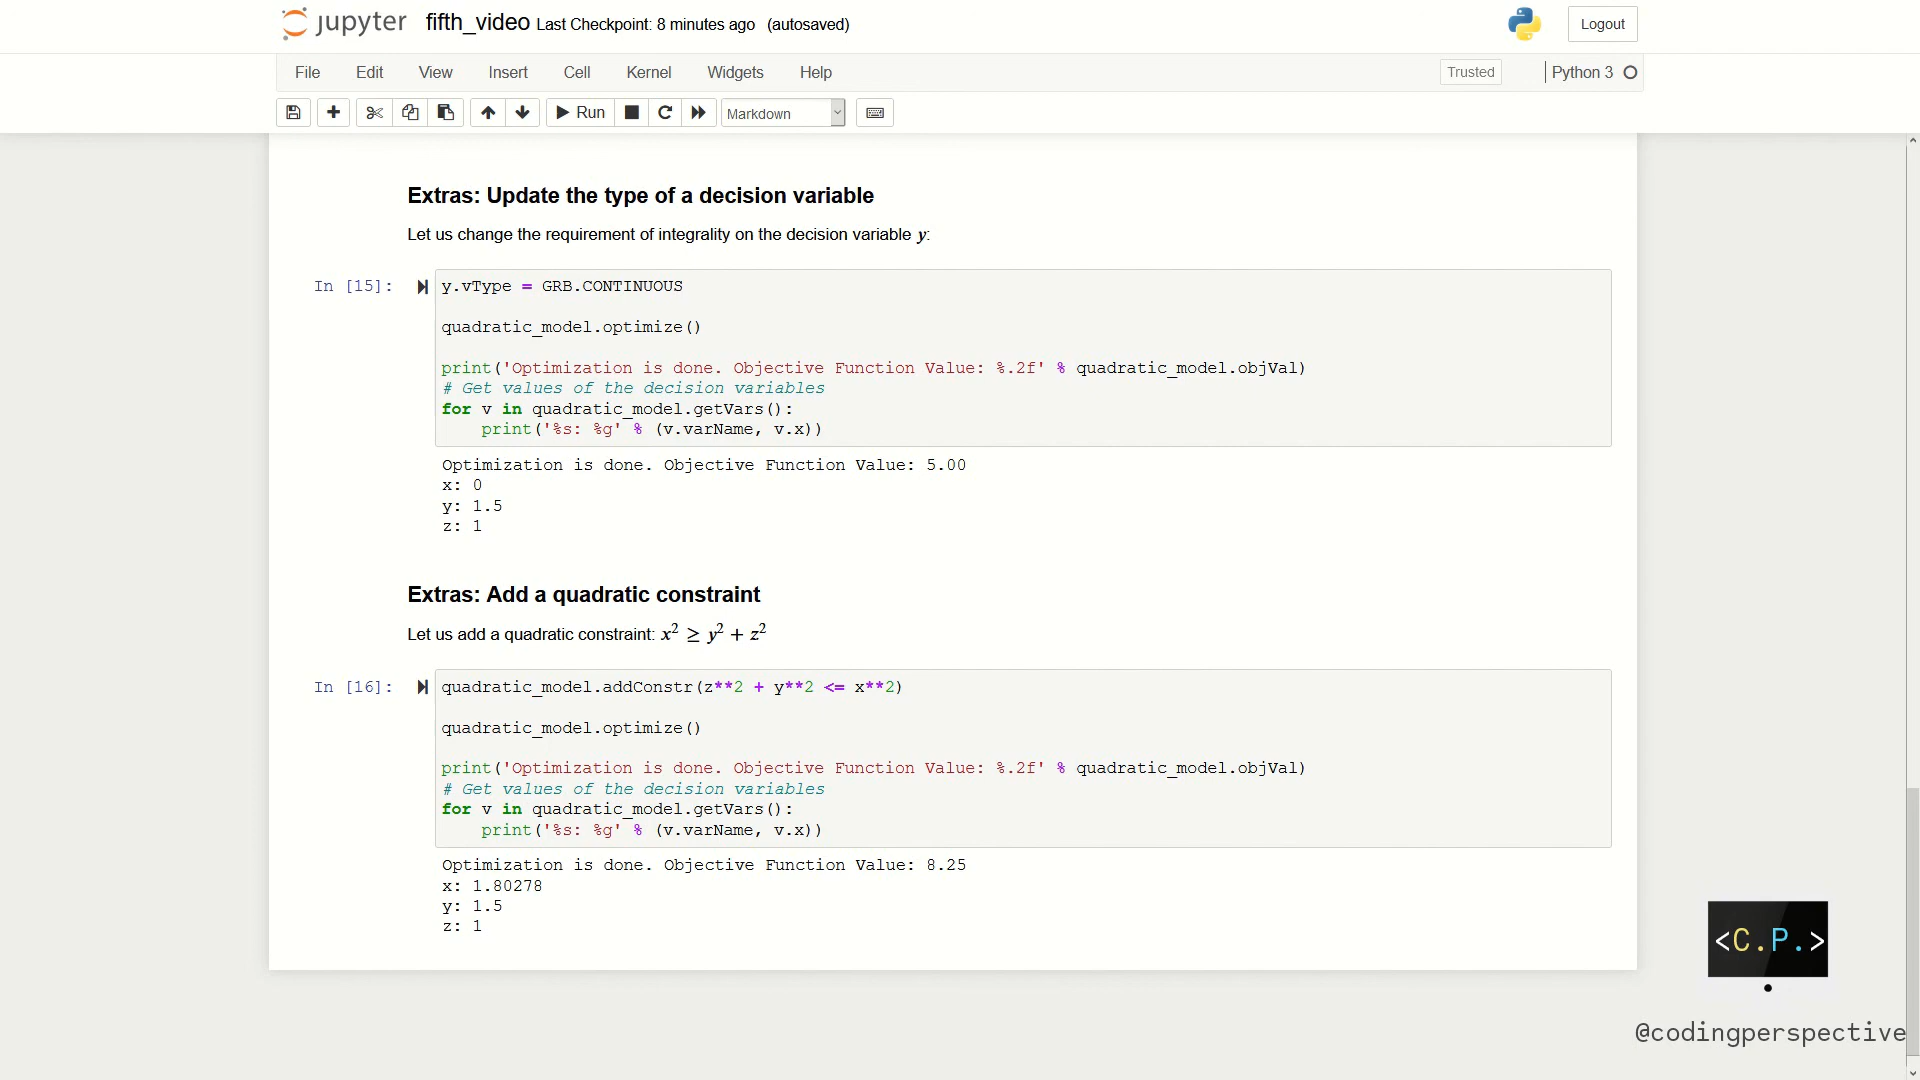 jupyter fifth_video Last Checkpoint: 8 minutes ago (autosaved) Logout
File Edit View Insert Cell Kernel Widgets Help Trusted Python 3
Run Markdown
Extras: Update the type of a decision variable
Let us change the requirement of integrality on the decision variable y:
In [15]: y.vType = GRB.CONTINUOUS
quadratic_model.optimize()
print('Optimization is done. Objective Function Value: %.2f' % quadratic_model.objVal)
# Get values of the decision variables
for v in quadratic_model.getVars():
    print('%s: %g' % (v.varName, v.x))
Optimization is done. Objective Function Value: 5.00
x: 0
y: 1.5
z: 1
Extras: Add a quadratic constraint
Let us add a quadratic constraint: x² ≥ y² + z²
In [16]: quadratic_model.addConstr(z**2 + y**2 <= x**2)
quadratic_model.optimize()
print('Optimization is done. Objective Function Value: %.2f' % quadratic_model.objVal)
# Get values of the decision variables
for v in quadratic_model.getVars():
    print('%s: %g' % (v.varName, v.x))
Optimization is done. Objective Function Value: 8.25
x: 1.80278
y: 1.5
z: 1
<C.P.>
@codingperspective